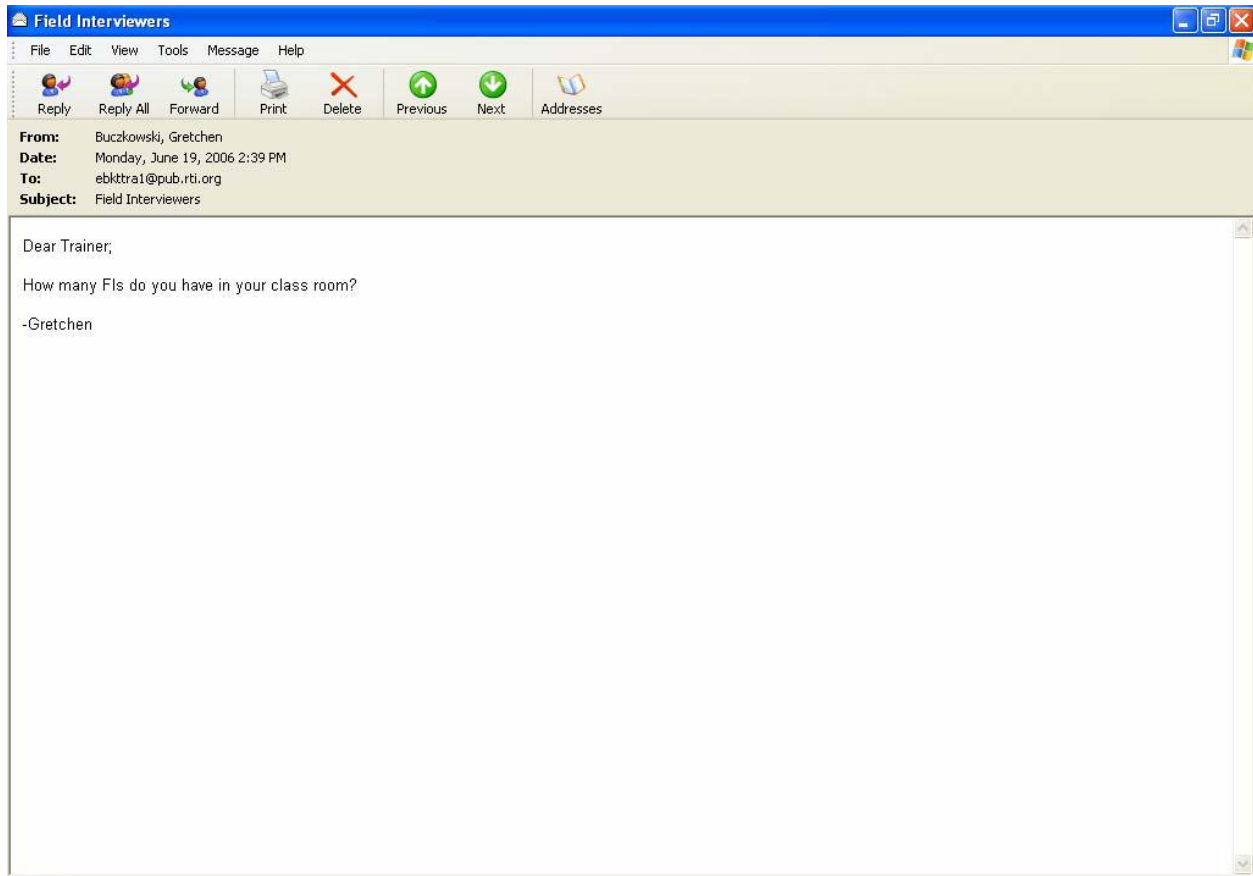 Field Interviewers
File Edit View Tools Message Help
Reply Reply All Forward Print Delete Previous Next Addresses
From: Buczkowski, Gretchen
Date: Monday, June 19, 2006 2:39 PM
To: ebkttra1@pub.rti.org
Subject: Field Interviewers
Dear Trainer;
How many FIs do you have in your class room?
-Gretchen